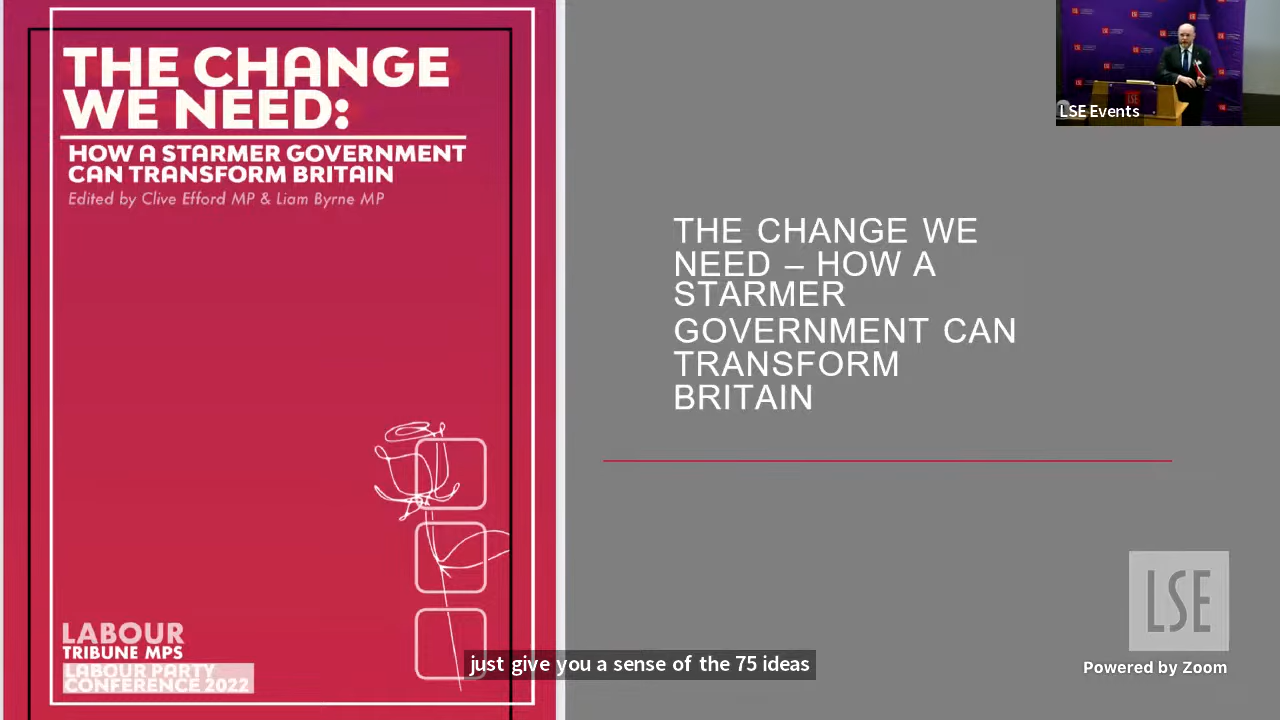 THE CHANGE
WE NEED:
HOW A STARMER GOVERNMENT
CAN TRANSFORM BRITAIN
Edited by Clive Efford MP & Liam Byrne MP
LABOUR
TRIBUNE MPS
LABOUR PARTY
CONFERENCE 2022
THE CHANGE WE
NEED – HOW A
STARMER
GOVERNMENT CAN
TRANSFORM
BRITAIN
LSE
LSE Events
just give you a sense of the 75 ideas
LSE
Powered by Zoom